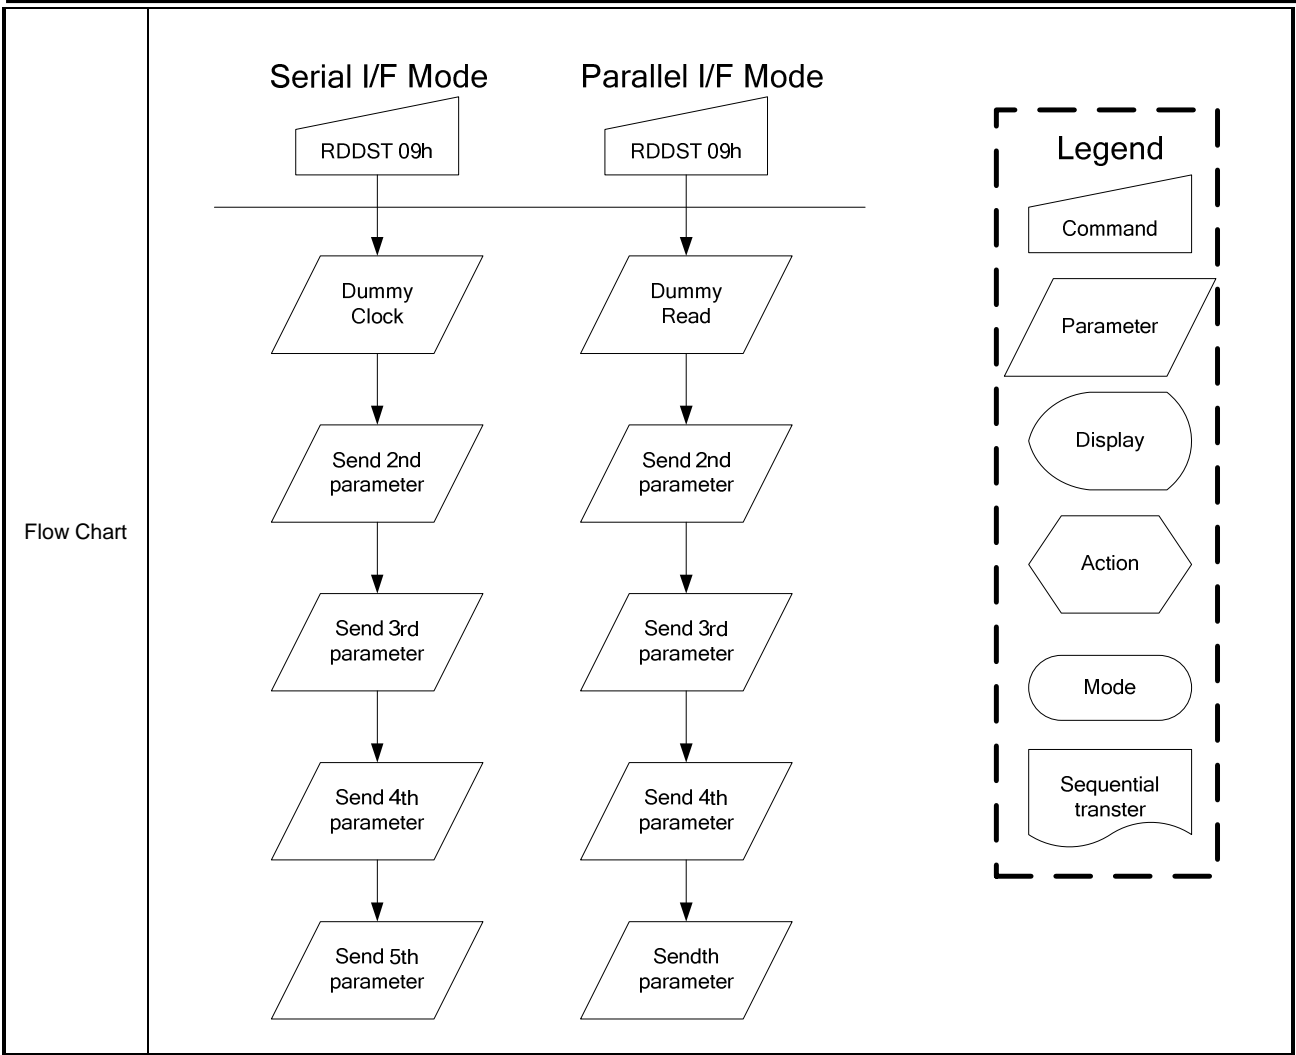 Flow Chart
Serial I/F Mode
RDDST 09h
Dummy
Clock
Send 2nd
parameter
Send 3rd
parameter
Send 4th
parameter
Send 5th
parameter
Parallel I/F Mode
RDDST 09h
Dummy
Read
Send 2nd
parameter
Send 3rd
parameter
Send 4th
parameter
Sendth
parameter
Legend
Command
Parameter
Display
Action
Mode
Sequential
transter